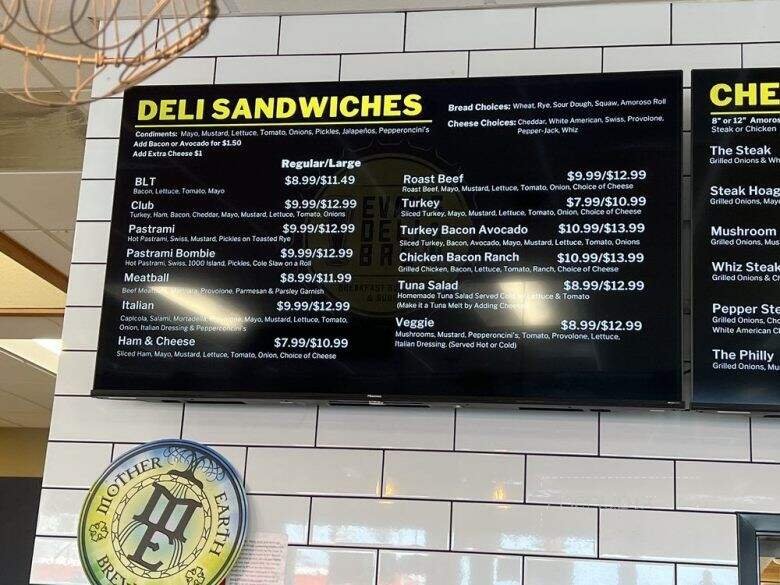 DELI SANDWICHES
Condiments: Mayo, Mustard, Lettuce, Tomato, Onions, Pickles, Jalapeños, Pepperoncini's
Add Bacon or Avocado for $1.50
Add Extra Cheese $1
Bread Choices: Wheat, Rye, Sour Dough, Squaw, Amoroso Roll
Cheese Choices: Cheddar, White American, Swiss, Provolone,
Pepper-Jack, Whiz
Regular/Large
BLT $8.99/$11.49
Bacon, Lettuce, Tomato, Mayo
Club $9.99/$12.99
Turkey, Ham, Bacon, Cheddar, Mayo, Mustard, Lettuce, Tomato, Onions
Pastrami $9.99/$12.99
Hot Pastrami, Swiss, Mustard, Pickles on Toasted Rye
Pastrami Bombie $9.99/$12.99
Hot Pastrami, Swiss, 1000 Island, Pickles, Cole Slaw on a Roll
Meatball $8.99/$11.99
Beef Provolone, Parmesan & Parsley Garnish
Italian $9.99/$12.99
Capicola, Salami, Mortadella, Mayo, Mustard, Lettuce, Tomato,
Onion, Italian Dressing & Pepperoncini's
Ham & Cheese $7.99/$10.99
Sliced Ham, Mayo, Mustard, Lettuce, Tomato, Onion, Choice of Cheese
Roast Beef $9.99/$12.99
Roast Beef, Mayo, Mustard, Lettuce, Tomato, Onion, Choice of Cheese
Turkey $7.99/$10.99
Sliced Turkey, Mayo, Mustard, Lettuce, Tomato, Onion, Choice of Cheese
Turkey Bacon Avocado $10.99/$13.99
Sliced Turkey, Bacon, Avocado, Mayo, Mustard, Lettuce, Tomato, Onions
Chicken Bacon Ranch $10.99/$13.99
Grilled Chicken, Bacon, Lettuce, Tomato, Ranch, Choice of Cheese
Tuna Salad $8.99/$12.99
Homemade Tuna Salad Served Lettuce & Tomato
(Make it a Tuna Melt by Adding Cheese
Veggie $8.99/$12.99
Mushrooms, Mustard, Pepperoncini's, Tomato, Provolone, Lettuce,
Italian Dressing. (Served Hot or Cold)
Hisense
CHE
8" or 12" Amoros
Steak or Chicken
The Steak
Grilled Onions & Wh
Steak Hoag
Grilled Onions, Mayo
Mushroom
Grilled Onions, Mus
Whiz Steak
Grilled Onions & Ch
Pepper Ste
Grilled Onions, Cho
White American C
The Philly
Grilled Onions, Mu
MOTHER EARTH
BREW
ME